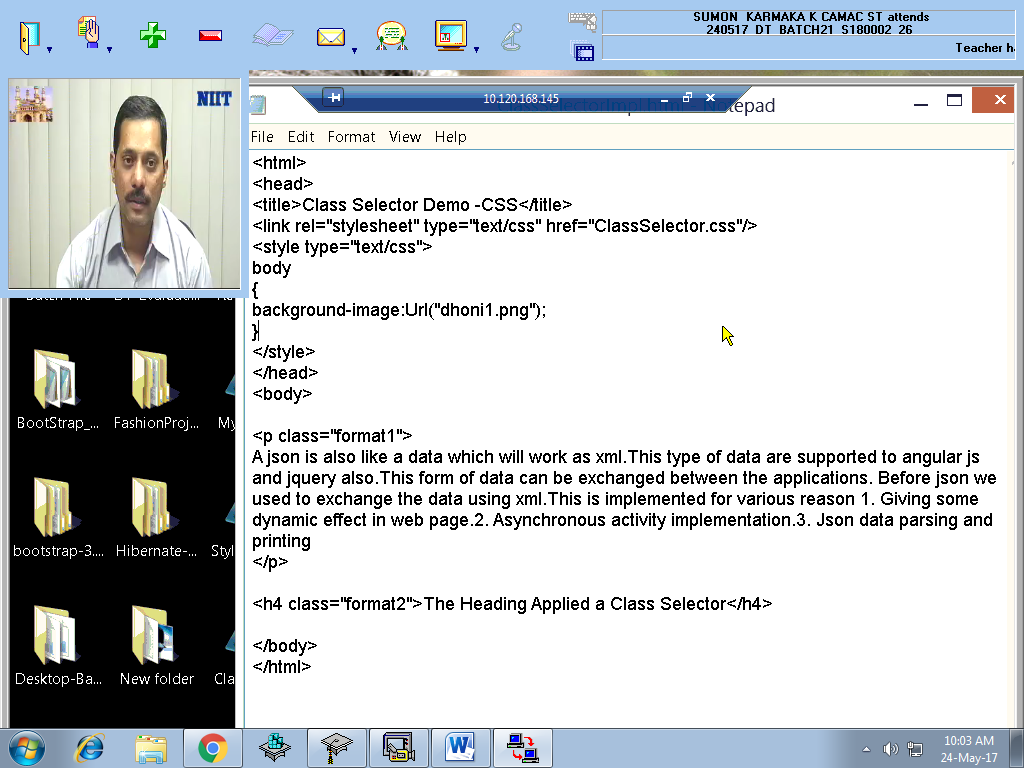 SUMON KARMAKA K CAMAC ST attends
240517_DT_BATCH21_S180002_26
Teacher
NIIT
10.120.168.145
Notepad
File Edit Format View Help
<html>
<head>
<title>Class Selector Demo -CSS</title>
<link rel="stylesheet" type="text/css" href="ClassSelector.css"/>
<style type="text/css">
body
{
background-image:Url("dhoni1.png");
}
</style>
</head>
<body>
<p class="format1">
A json is also like a data which will work as xml.This type of data are supported to angular js
and jquery also.This form of data can be exchanged between the applications. Before json we
used to exchange the data using xml.This is implemented for various reason 1. Giving some
dynamic effect in web page.2. Asynchronous activity implementation.3. Json data parsing and
printing
</p>
<h4 class="format2">The Heading Applied a Class Selector</h4>
</body>
</html>
BootStrap_... FashionProj... My
bootstrap-3.... Hibernate-... Styl
Desktop-Ba... New folder Cla
10:03 AM
24-May-17